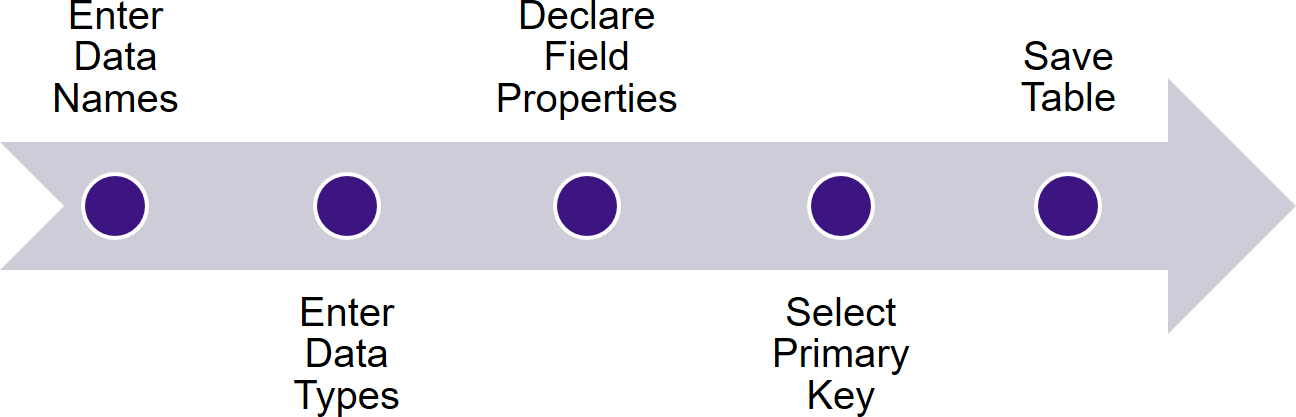 Enter
Data
Names
Enter
Data
Types
Declare
Field
Properties
Select
Primary
Key
Save
Table